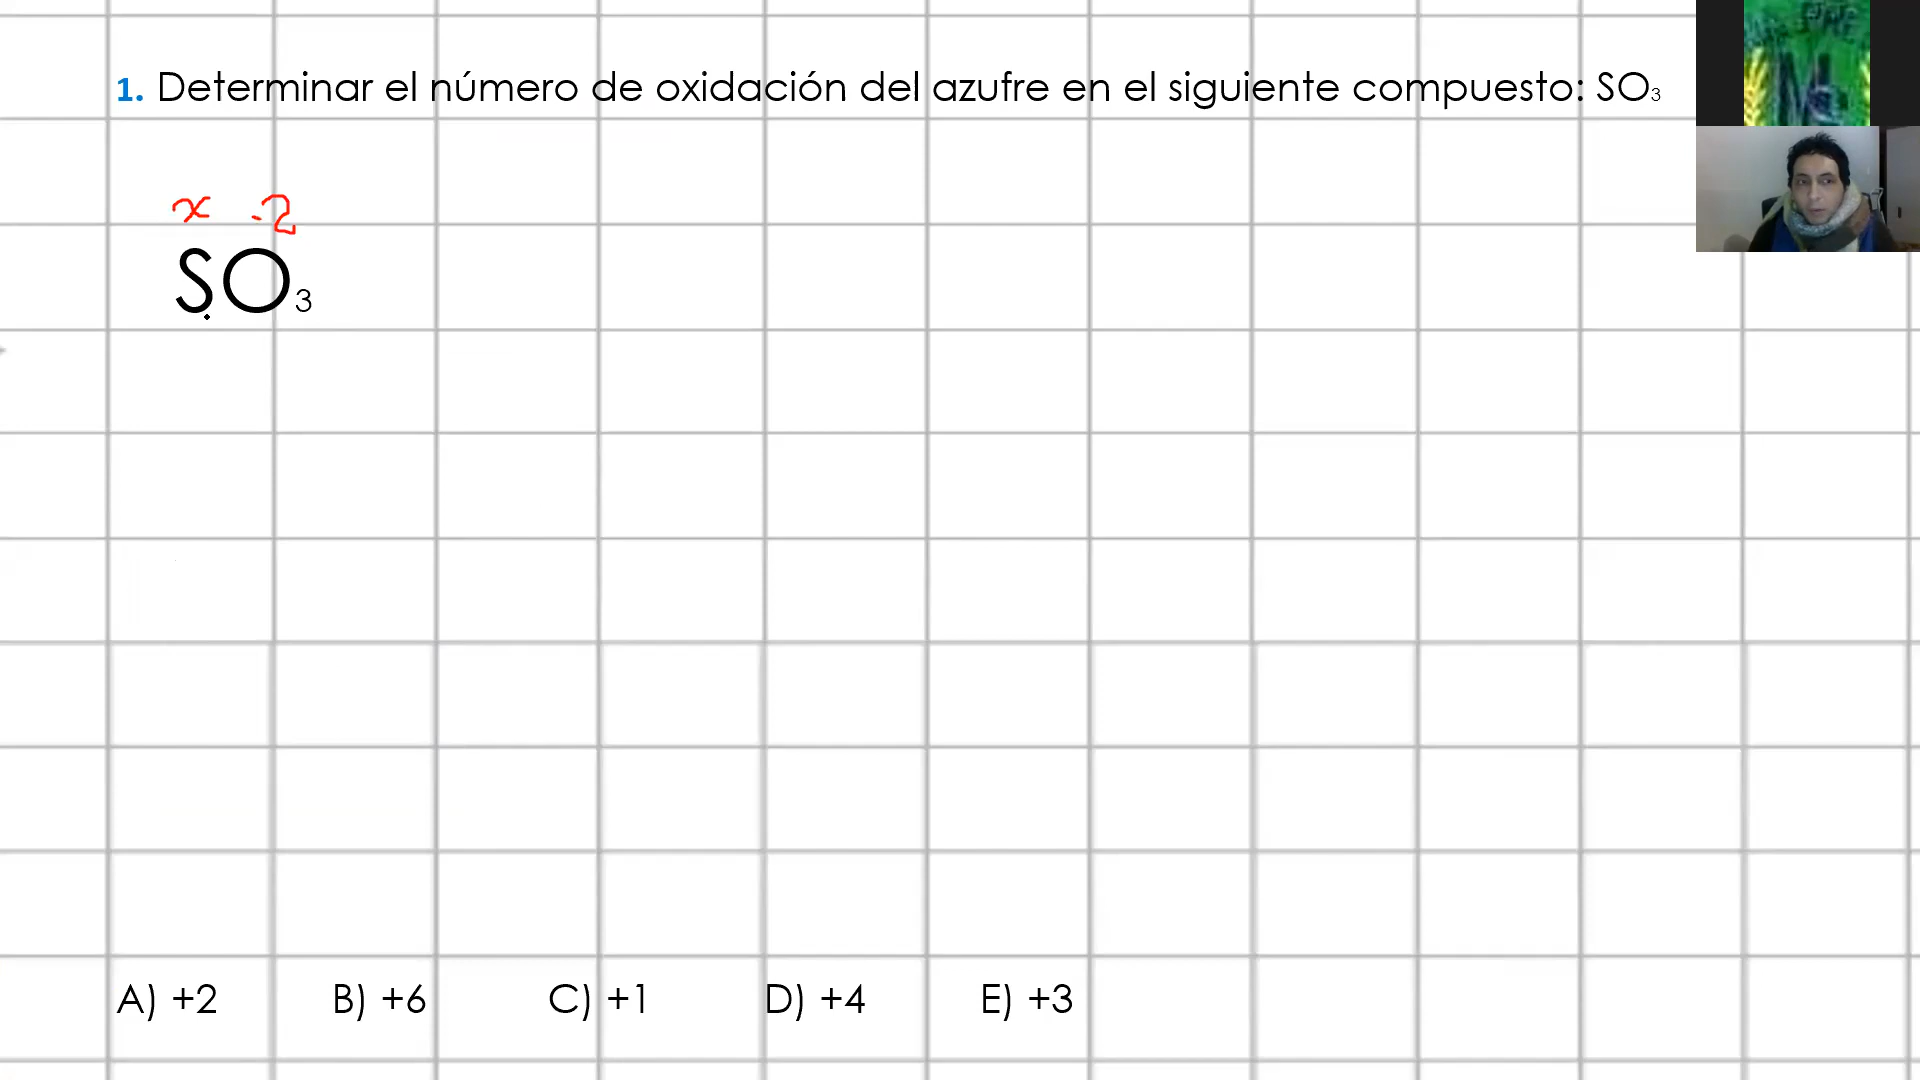 1. Determinar el número de oxidación del azufre en el siguiente compuesto: SO₃
x -2
SO₃
A) +2 B) +6 C) +1 D) +4 E) +3